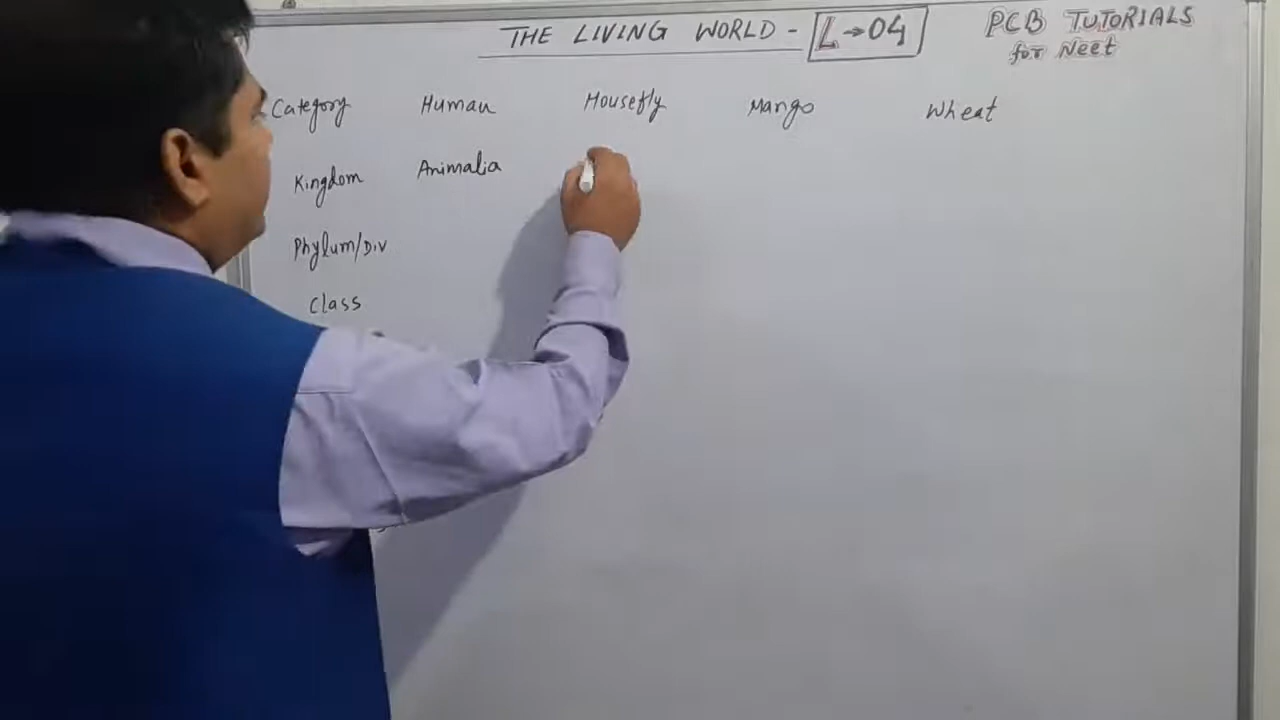 THE LIVING WORLD - L→04
PCB TUTORIALS
for Neet
Category Human Housefly Mango Wheat
Kingdom Animalia
Phylum/Div
Class